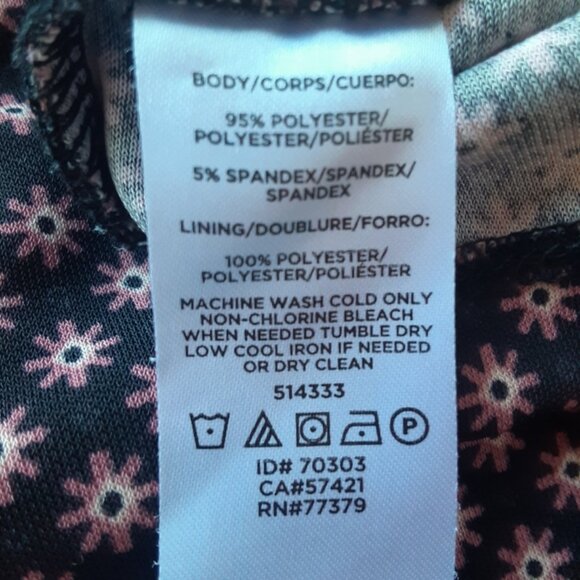 BODY/CORPS/CUERPO:
95% POLYESTER/
POLYESTER/POLIÉSTER
5% SPANDEX/SPANDEX/
SPANDEX
LINING/DOUBLURE/FORRO:
100% POLYESTER/
POLYESTER/POLIÉSTER
MACHINE WASH COLD ONLY
NON-CHLORINE BLEACH
WHEN NEEDED TUMBLE DRY
LOW COOL IRON IF NEEDED
OR DRY CLEAN
514333
P
ID# 70303
CA#57421
RN#77379